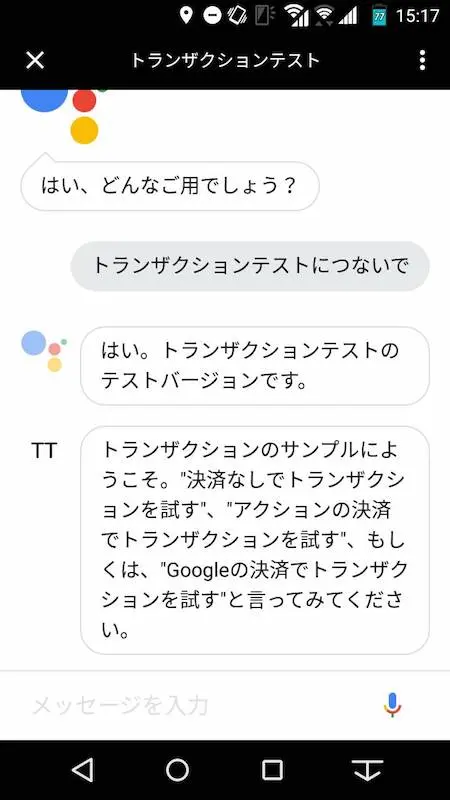 77 15:17
トランザクションテスト
はい、どんなご用でしょう？
トランザクションテストにつないで
はい。トランザクションテストの
テストバージョンです。
TT
トランザクションのサンプルによ
うこそ。"決済なしでトランザクシ
ョンを試す"、"アクションの決済
でトランザクションを試す"、もし
くは、"Googleの決済でトランザク
ションを試す"と言ってみてくださ
い。
メッセージを入力